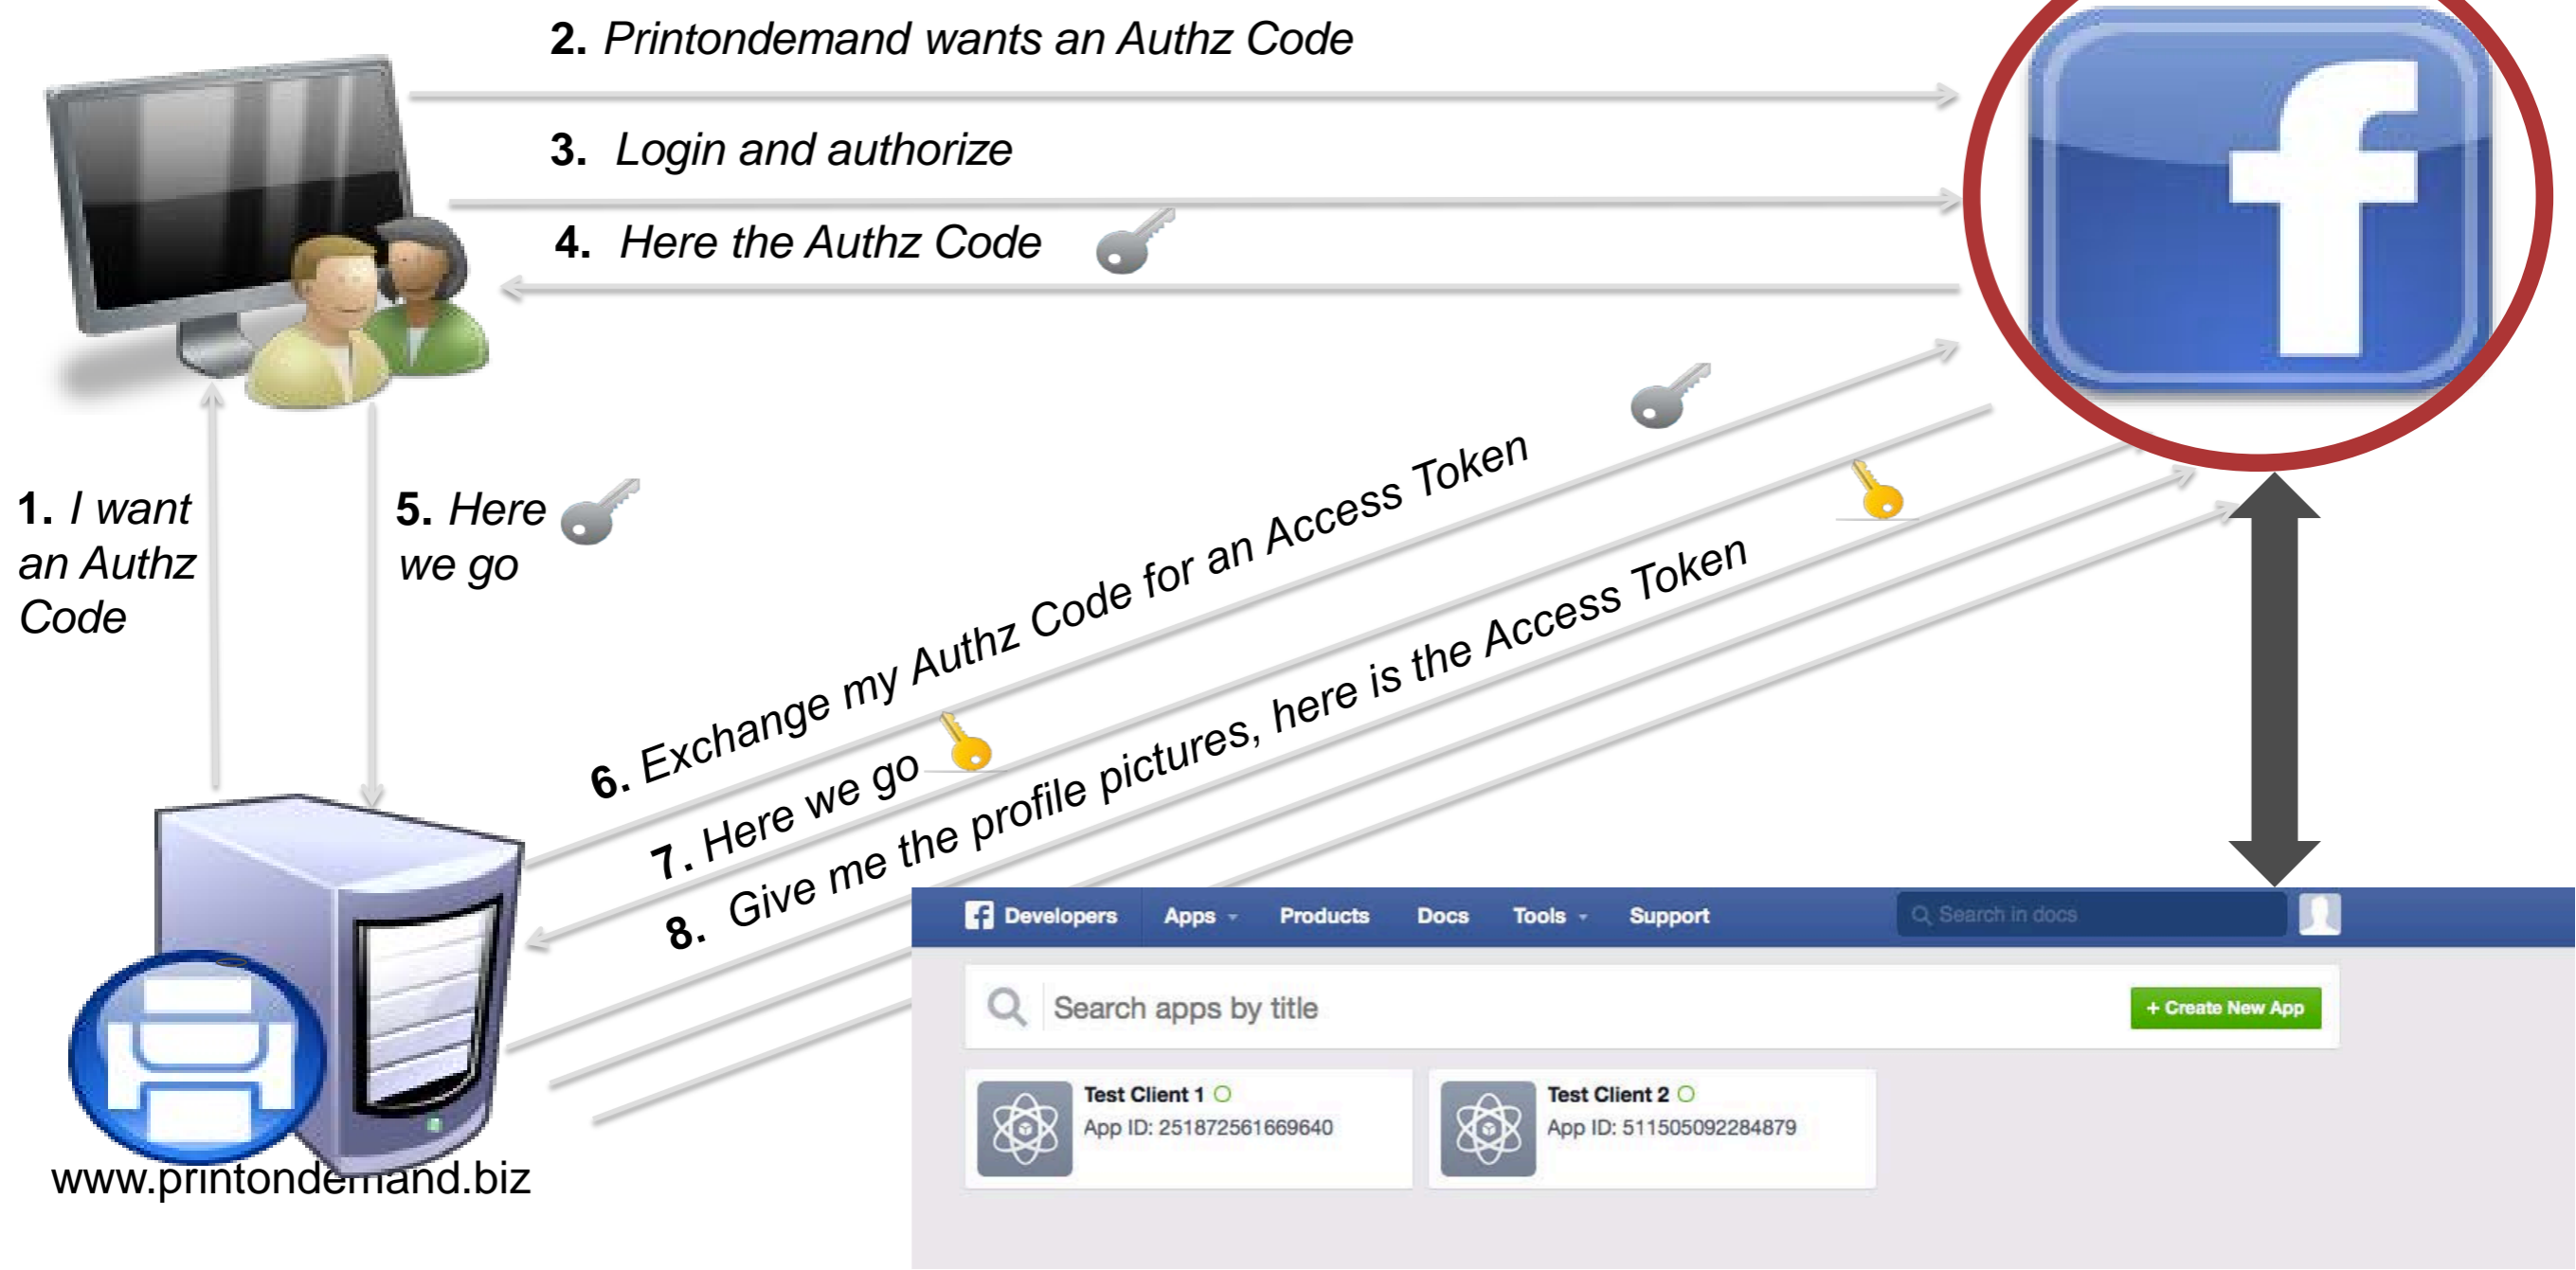 2. Printondemand wants an Authz Code
3. Login and authorize
4. Here the Authz Code
1. I want
an Authz
Code
5. Here
we go
6. Exchange my Authz Code for an Access Token
7. Here we go
8. Give me the profile pictures, here is the Access Token
www.printondemand.biz
f Developers Apps Products Docs Tools Support Search in docs
Search apps by title + Create New App
Test Client 1
App ID: 251872561669640
Test Client 2
App ID: 511505092284879